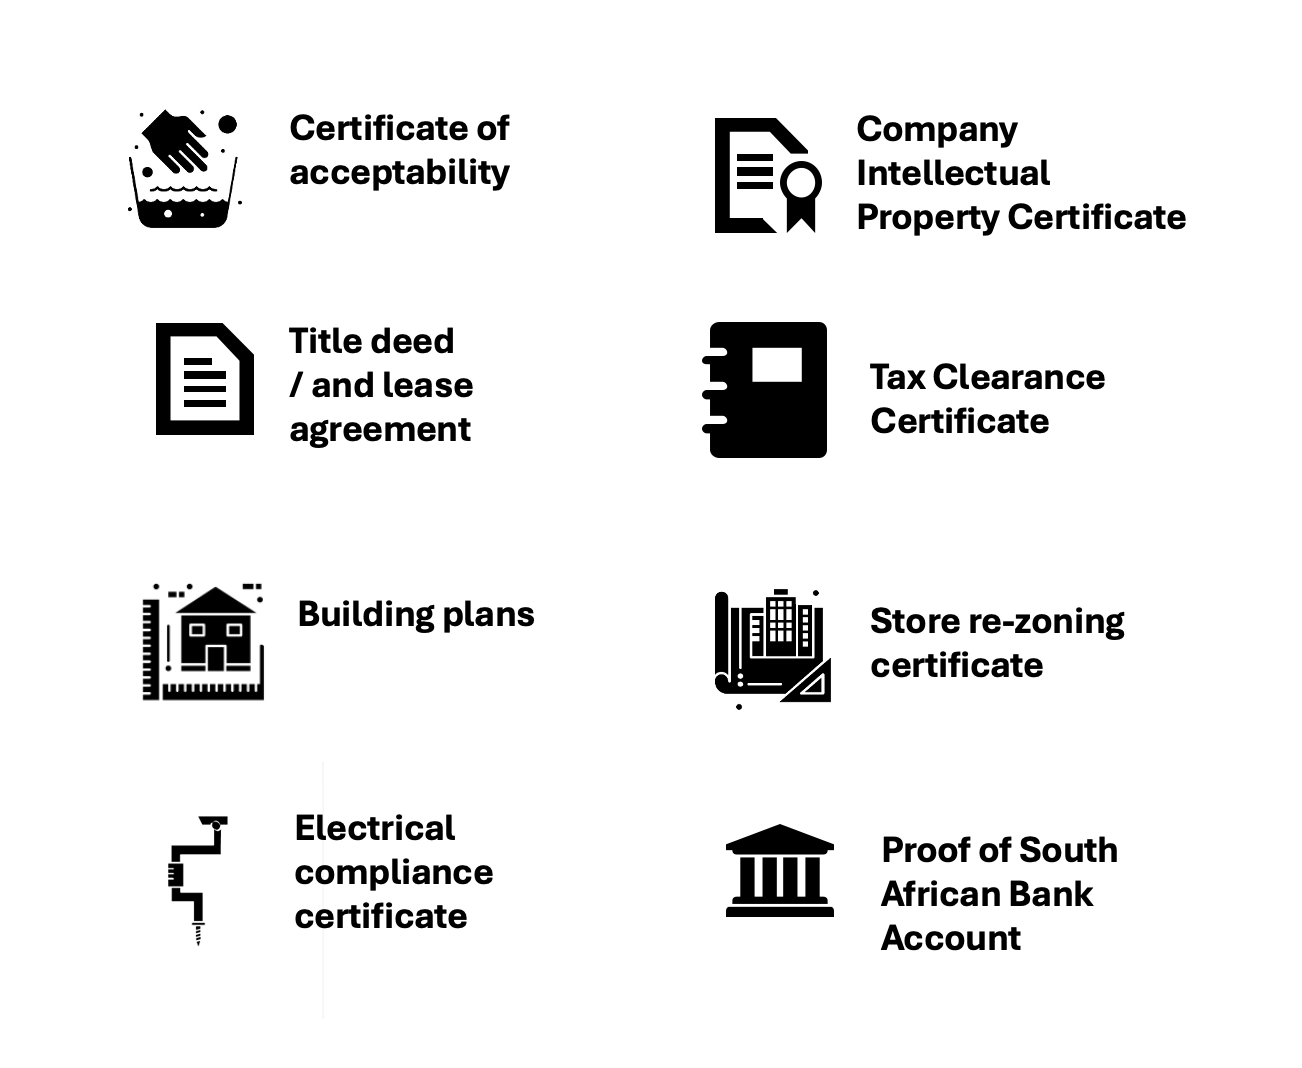 Certificate of
acceptability
Company
Intellectual
Property Certificate
Title deed
/ and lease
agreement
Tax Clearance
Certificate
Building plans
Store re-zoning
certificate
Electrical
compliance
certificate
Proof of South
African Bank
Account